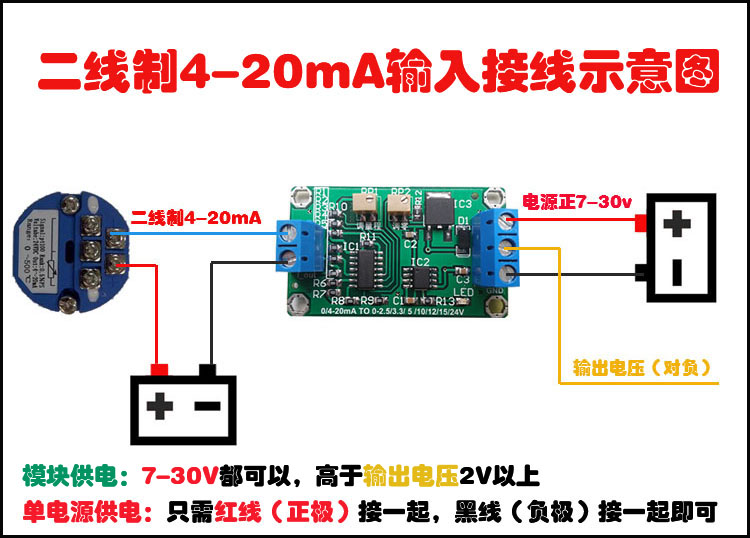 二线制4-20mA输入接线示意图
二线制4-20mA
电源正7-30v
RP1
RP2
R12
IC3
R10
R11
D1
IC1
C2
IC2
C3
R6
R7
R8
R9
C1
R13
LED
GND
0/4-20mA TO 0-2.5/3.3/ 5 /10/12/15/24V
输出电压（对负）
模块供电：7-30V都可以，高于输出电压2V以上
单电源供电：只需红线（正极）接一起，黑线（负极）接一起即可